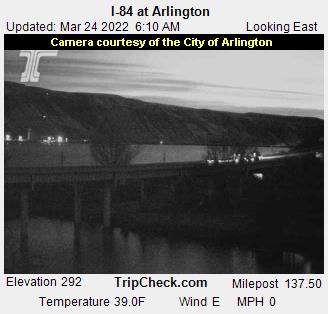 I-84 at Arlington
Updated: Mar 24 2022 6:10 AM Looking East
Camera courtesy of the City of Arlington
Elevation 292 TripCheck.com Milepost 137.50
Temperature 39.0F Wind E MPH 0